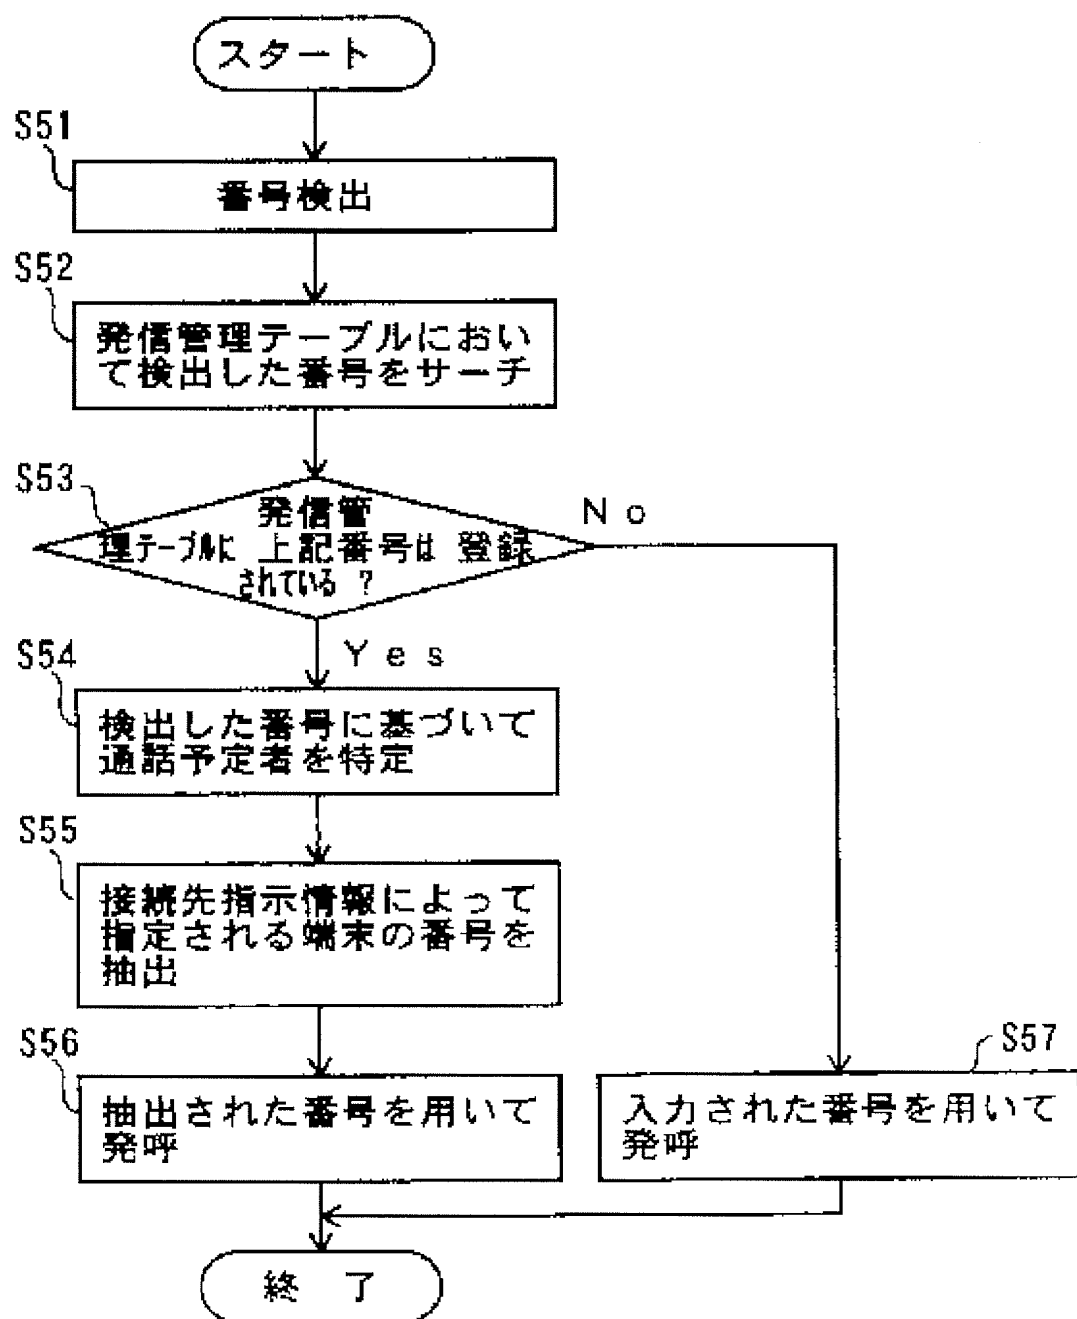 スタート
S51
番号検出
S52
発信管理テーブルにおい
て検出した番号をサーチ
S53
発信管
理テーブルに 上記番号は 登録
されている ?
No
Yes
S54
検出した番号に基づいて
通話予定者を特定
S55
接続先指示情報によって
指定される端末の番号を
抽出
S56
抽出された番号を用いて
発呼
S57
入力された番号を用いて
発呼
終 了